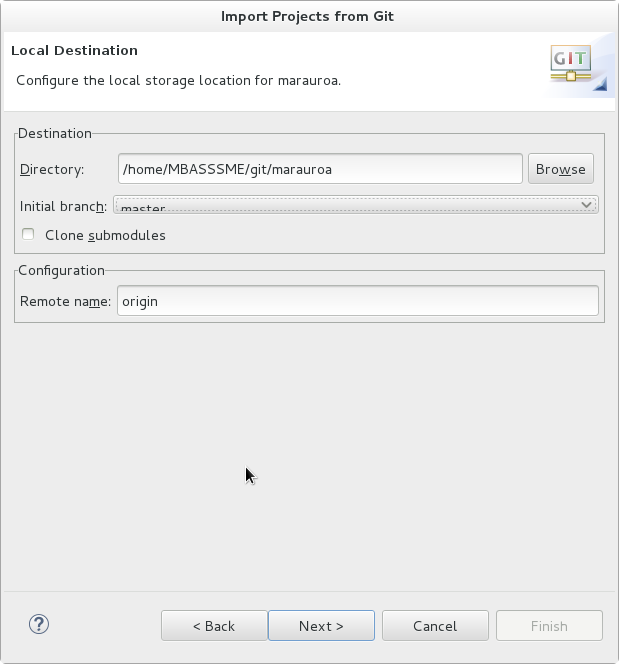 Import Projects from Git
Local Destination
Configure the local storage location for marauroa.
GIT
Destination
Directory: /home/MBASSSME/git/marauroa Browse
Initial branch: master
Clone submodules
Configuration
Remote name: origin
?
< Back Next > Cancel Finish